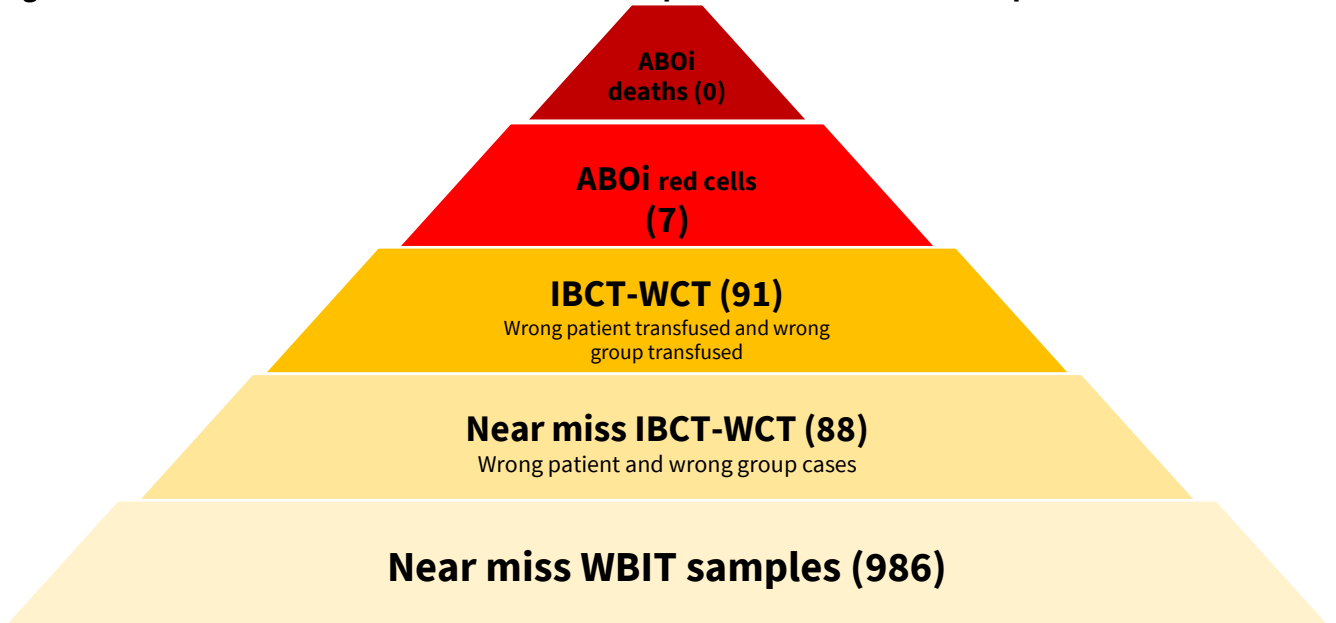 ABOi
deaths (0)
ABOi red cells
(7)
IBCT-WCT (91)
Wrong patient transfused and wrong
group transfused
Near miss IBCT-WCT (88)
Wrong patient and wrong group cases
Near miss WBIT samples (986)